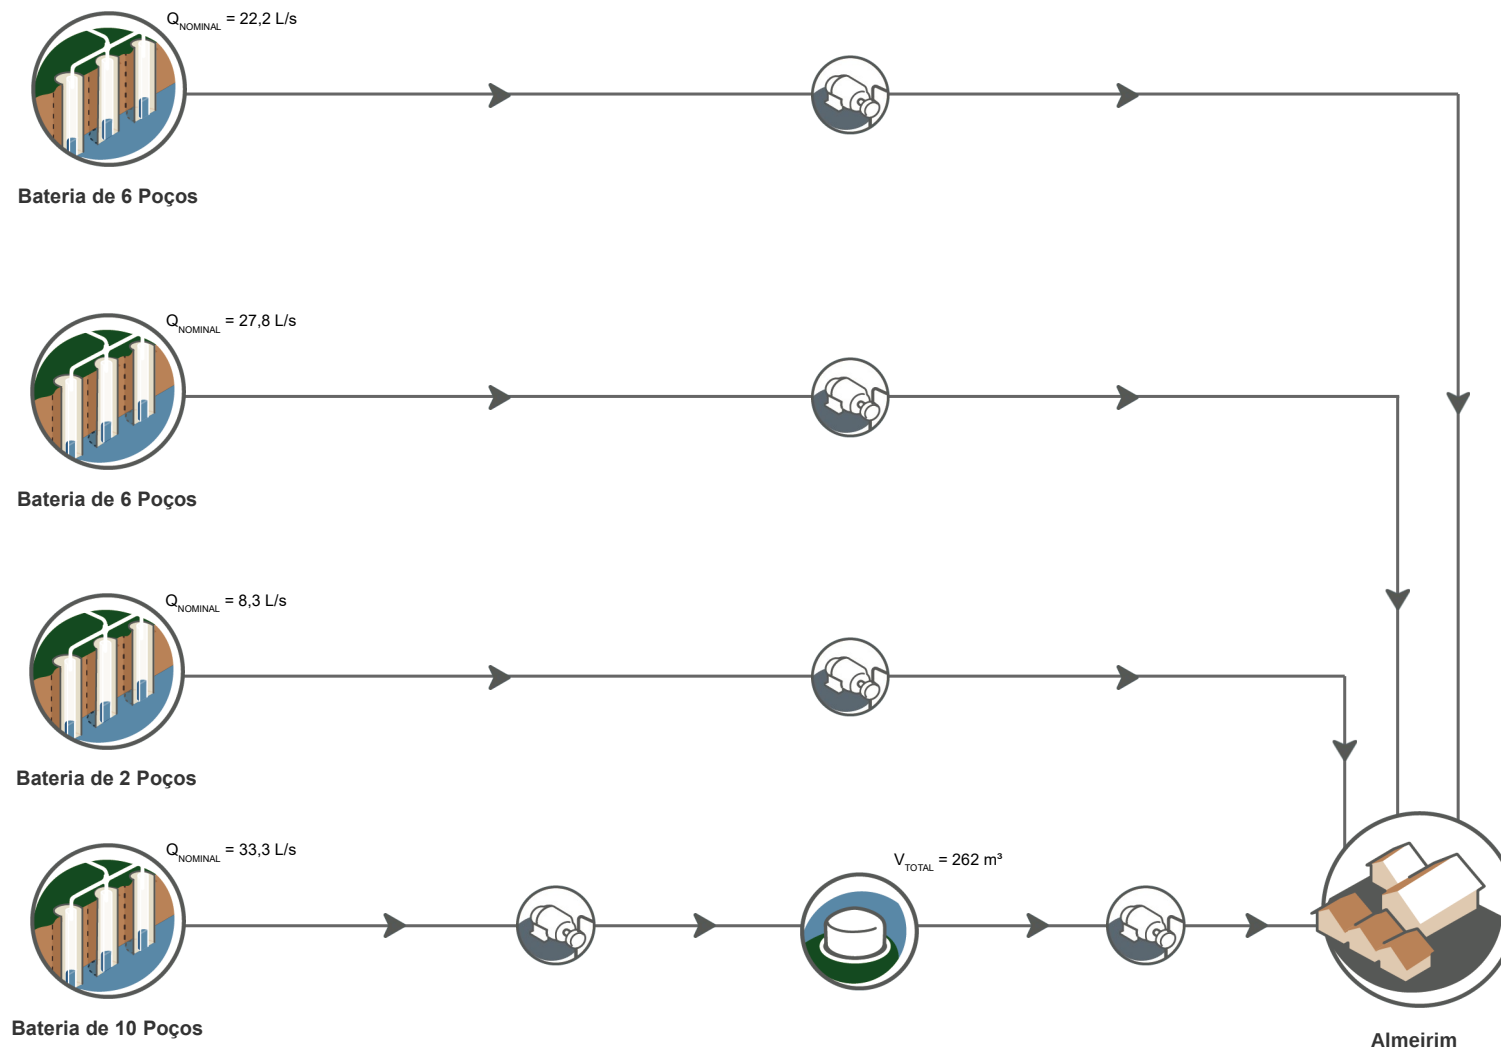 QNOMINAL = 22,2 L/s
Bateria de 6 Poços
QNOMINAL = 27,8 L/s
Bateria de 6 Poços
QNOMINAL = 8,3 L/s
Bateria de 2 Poços
QNOMINAL = 33,3 L/s
VTOTAL = 262 m³
Bateria de 10 Poços
Almeirim